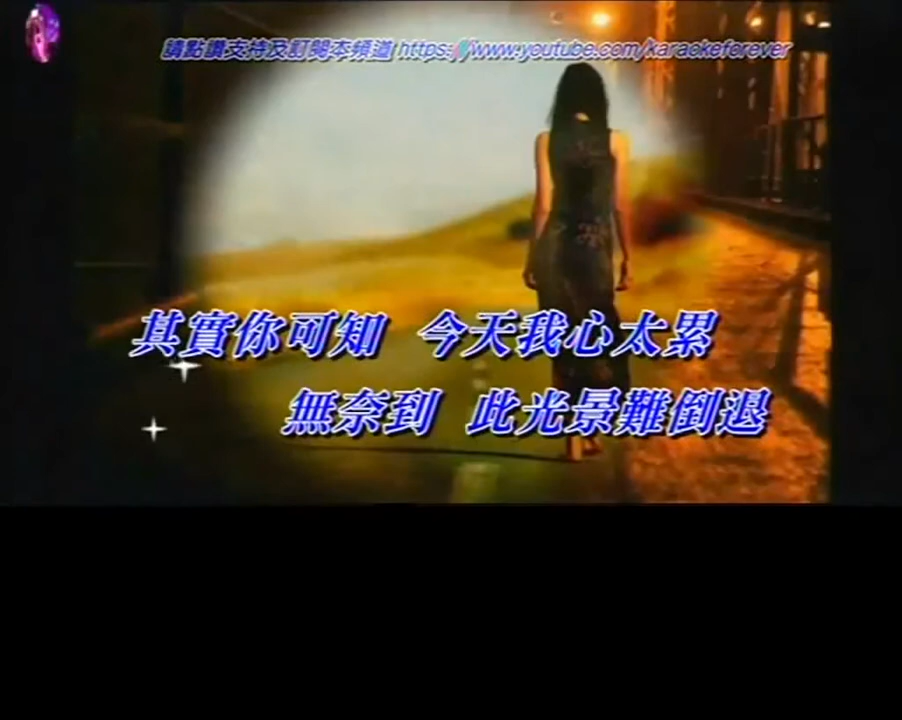 請點讚支持及訂閱本頻道 https://www.youtube.com/karaokeforever
其實你可知 今天我心太累
無奈到 此光景難倒退